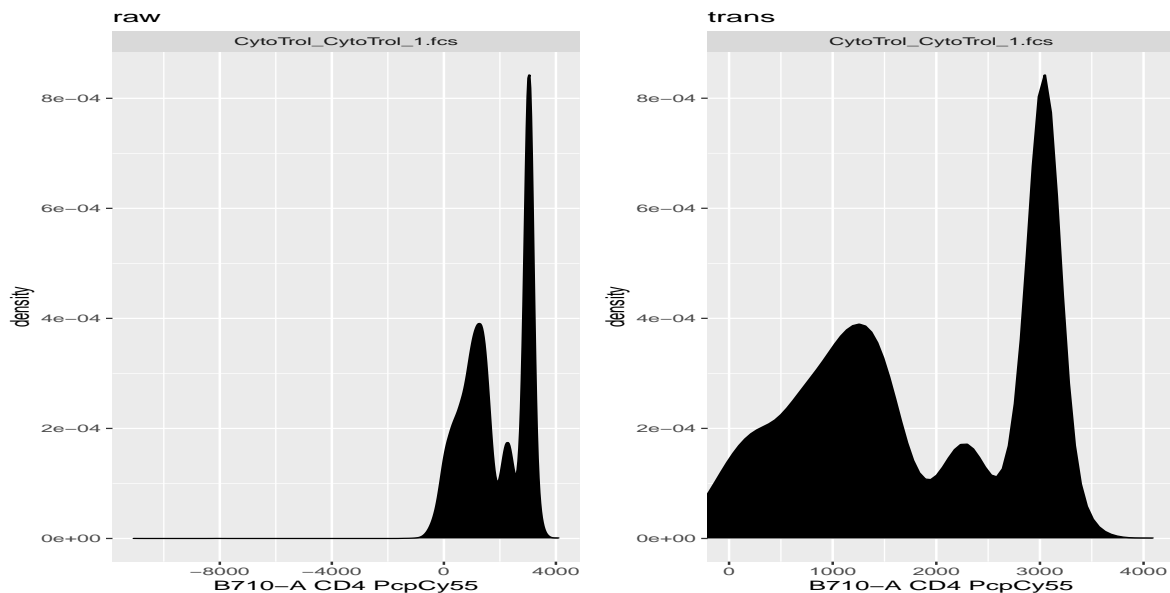 raw
CytoTrol_CytoTrol_1.fcs
8e−04
6e−04
4e−04
2e−04
0e+00
density
−8000 −4000 0 4000
B710−A CD4 PcpCy55
trans
CytoTrol_CytoTrol_1.fcs
8e−04
6e−04
4e−04
2e−04
0e+00
density
0 1000 2000 3000 4000
B710−A CD4 PcpCy55